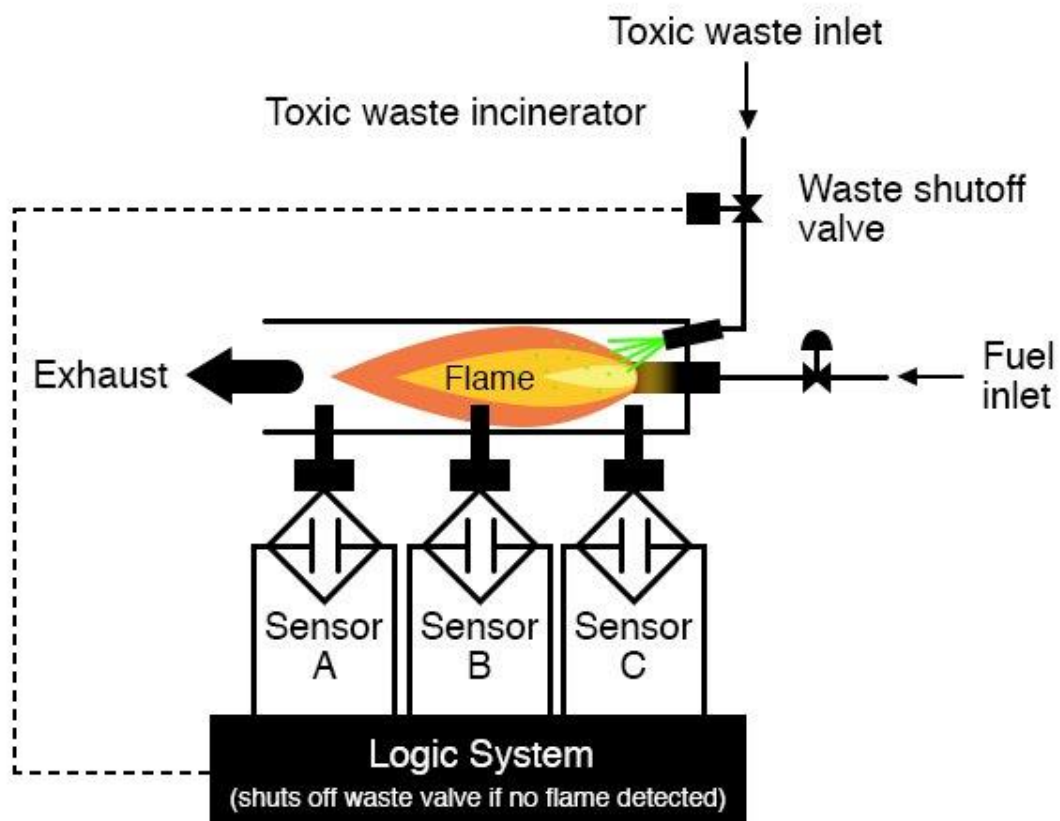 Toxic waste inlet
Toxic waste incinerator
Waste shutoff
valve
Exhaust
Flame
Fuel
inlet
Sensor
A
Sensor
B
Sensor
C
Logic System
(shuts off waste valve if no flame detected)